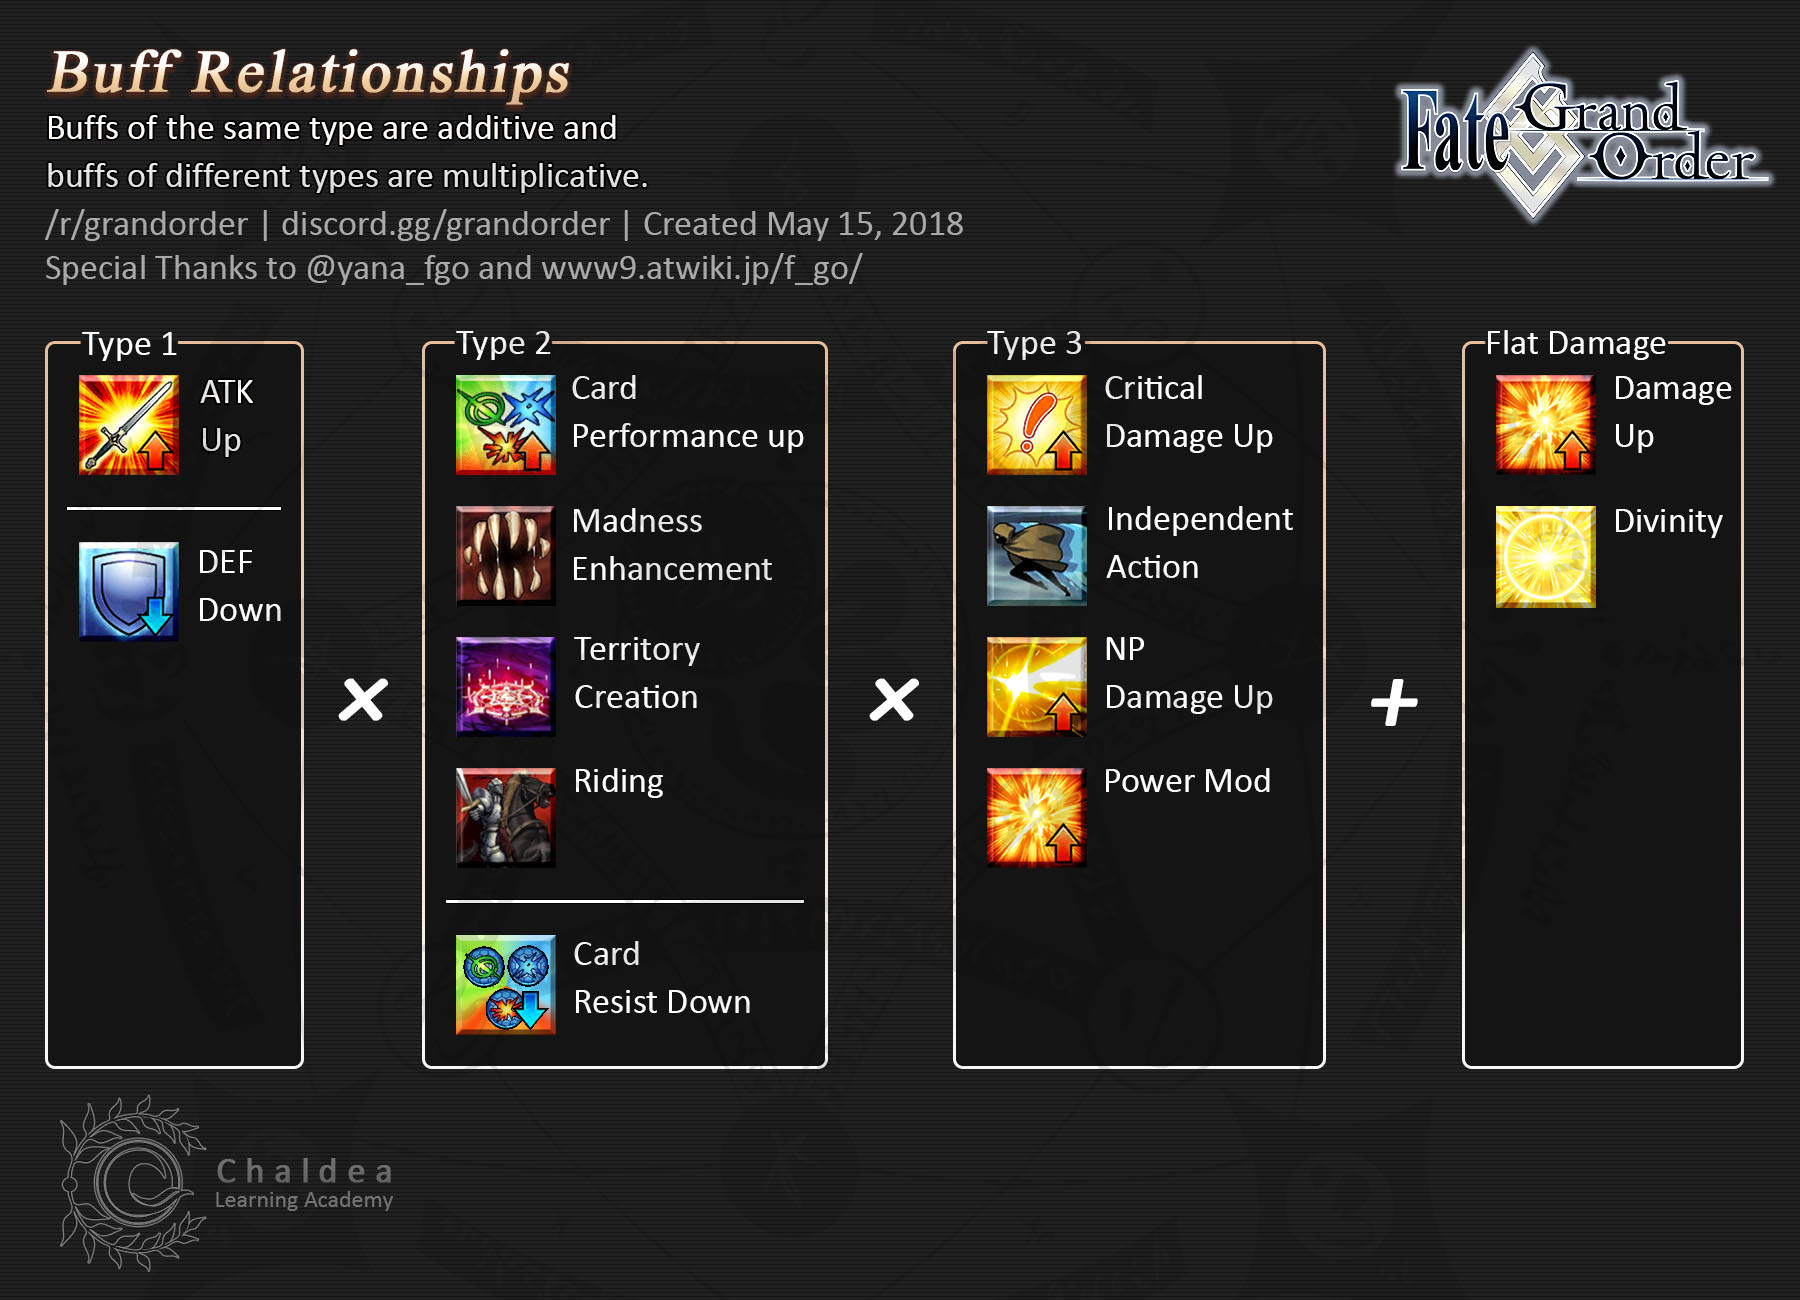 Buff Relationships
Buffs of the same type are additive and
buffs of different types are multiplicative.
/r/grandorder | discord.gg/grandorder | Created May 15, 2018
Special Thanks to @yana_fgo and www9.atwiki.jp/f_go/
Fate
Grand
Order
Type 1
ATK
Up
DEF
Down
×
Type 2
Card
Performance up
Madness
Enhancement
Territory
Creation
Riding
Card
Resist Down
×
Type 3
Critical
Damage Up
Independent
Action
NP
Damage Up
Power Mod
+
Flat Damage
Damage
Up
Divinity
Chaldea
Learning Academy